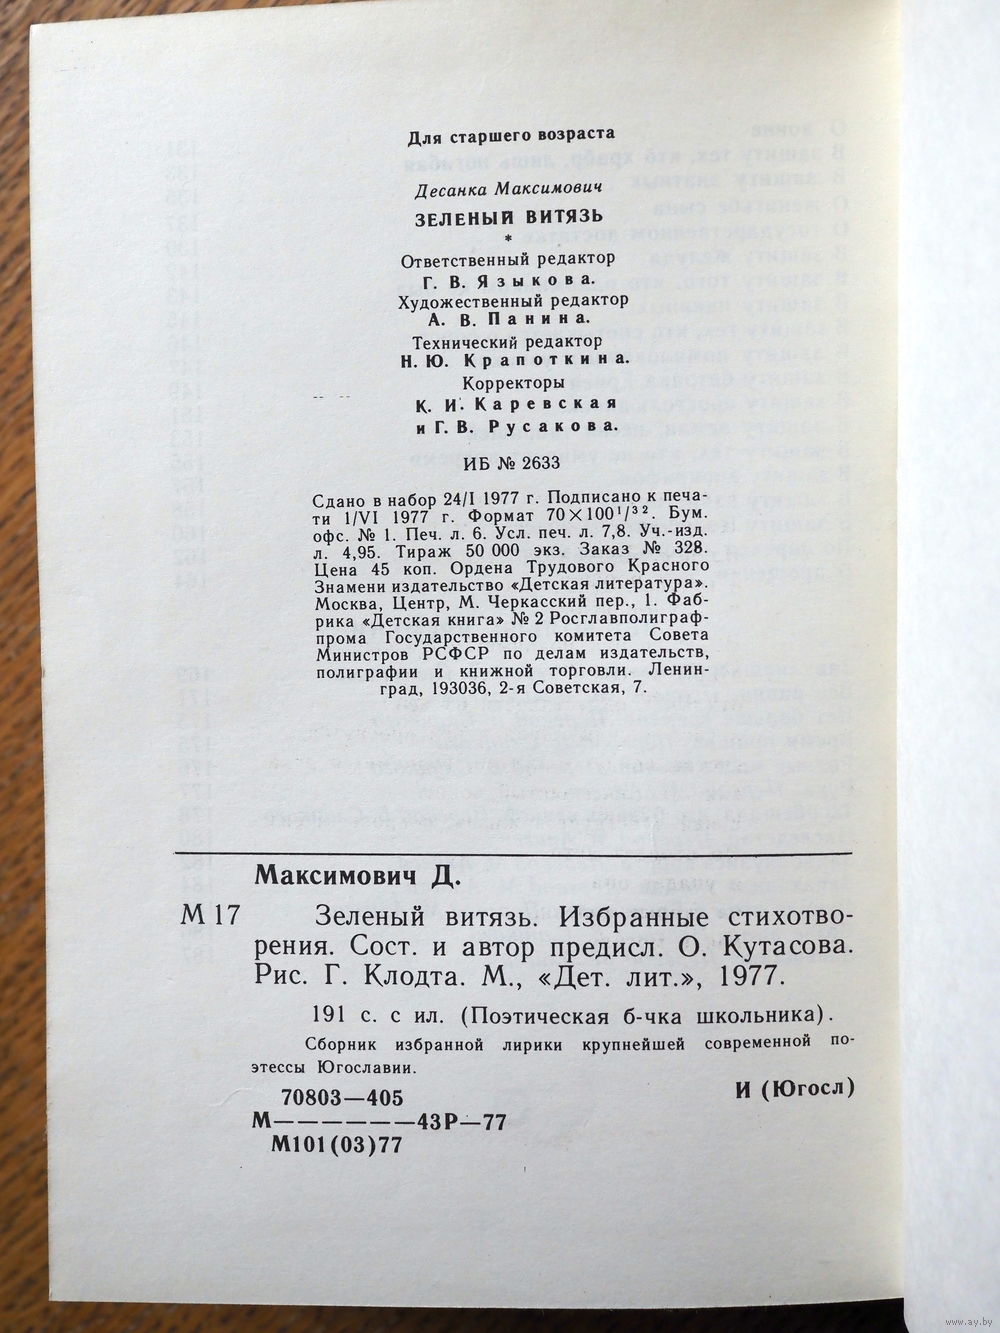 Для старшего возраста
Десанка Максимович
ЗЕЛЕНЫЙ ВИТЯЗЬ
*
Ответственный редактор
Г. В. Языкова.
Художественный редактор
А. В. Панина.
Технический редактор
Н. Ю. Крапоткина.
Корректоры
К. И. Каревская
и Г. В. Русакова.
ИБ № 2633
Сдано в набор 24/I 1977 г. Подписано к печа-
ти 1/VI 1977 г. Формат 70×100¹/³². Бум.
офс. № 1. Печ. л. 6. Усл. печ. л. 7,8. Уч.-изд.
л. 4,95. Тираж 50 000 экз. Заказ № 328.
Цена 45 коп. Ордена Трудового Красного
Знамени издательство «Детская литература».
Москва, Центр, М. Черкасский пер., 1. Фаб-
рика «Детская книга» № 2 Росглавполиграф-
прома Государственного комитета Совета
Министров РСФСР по делам издательств,
полиграфии и книжной торговли. Ленин-
град, 193036, 2-я Советская, 7.
Максимович Д.
М 17 Зеленый витязь. Избранные стихотво-
рения. Сост. и автор предисл. О. Кутасова.
Рис. Г. Клодта. М., «Дет. лит.», 1977.
191 с. с ил. (Поэтическая б-чка школьника).
Сборник избранной лирики крупнейшей современной по-
этессы Югославии.
70803—405 И (Югосл)
М——————43Р—77
М101(03)77
www.ay.by